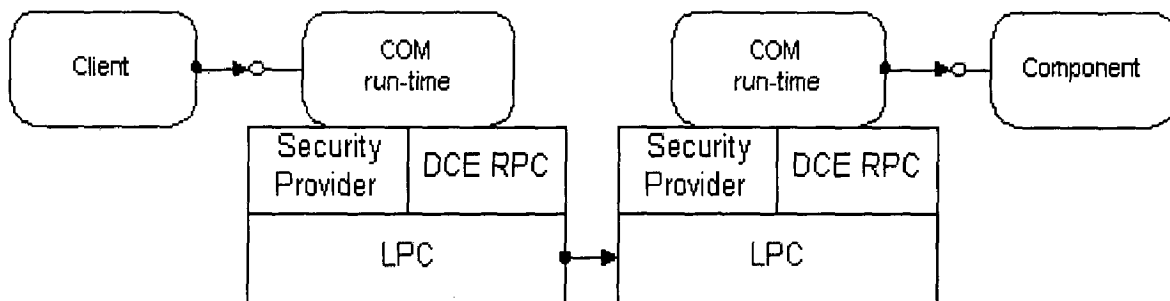 Client
COM
run-time
COM
run-time
Component
Security
Provider
DCE RPC
Security
Provider
DCE RPC
LPC
LPC